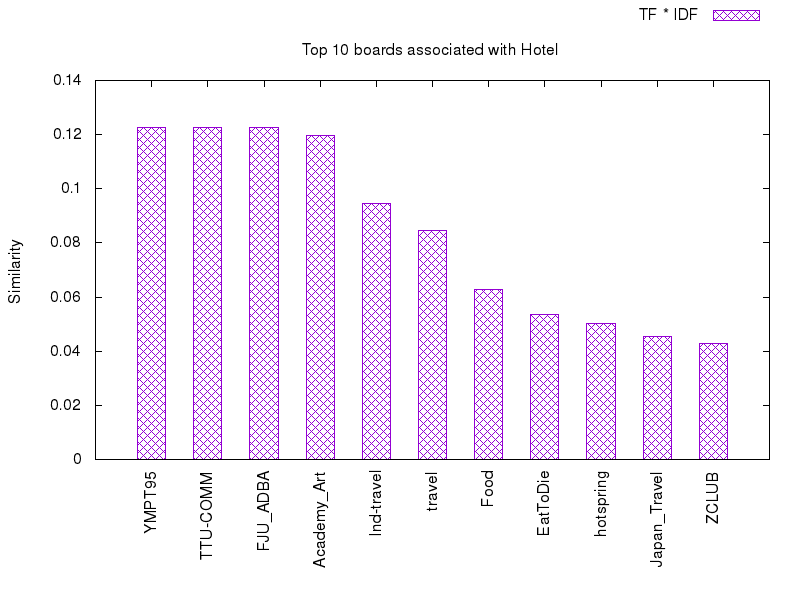 TF * IDF
Top 10 boards associated with Hotel
0.14
0.12
0.1
0.08
0.06
0.04
0.02
0
Similarity
YMPT95
TTU-COMM
FJU_ADBA
Academy_Art
Ind-travel
travel
Food
EatToDie
hotspring
Japan_Travel
ZCLUB